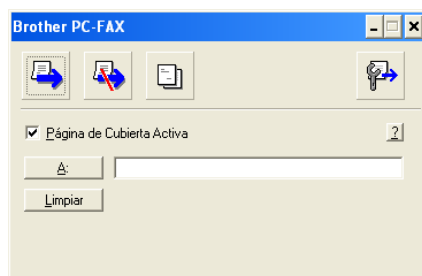 Brother PC-FAX
Página de Cubierta Activa
?
A:
Limpiar